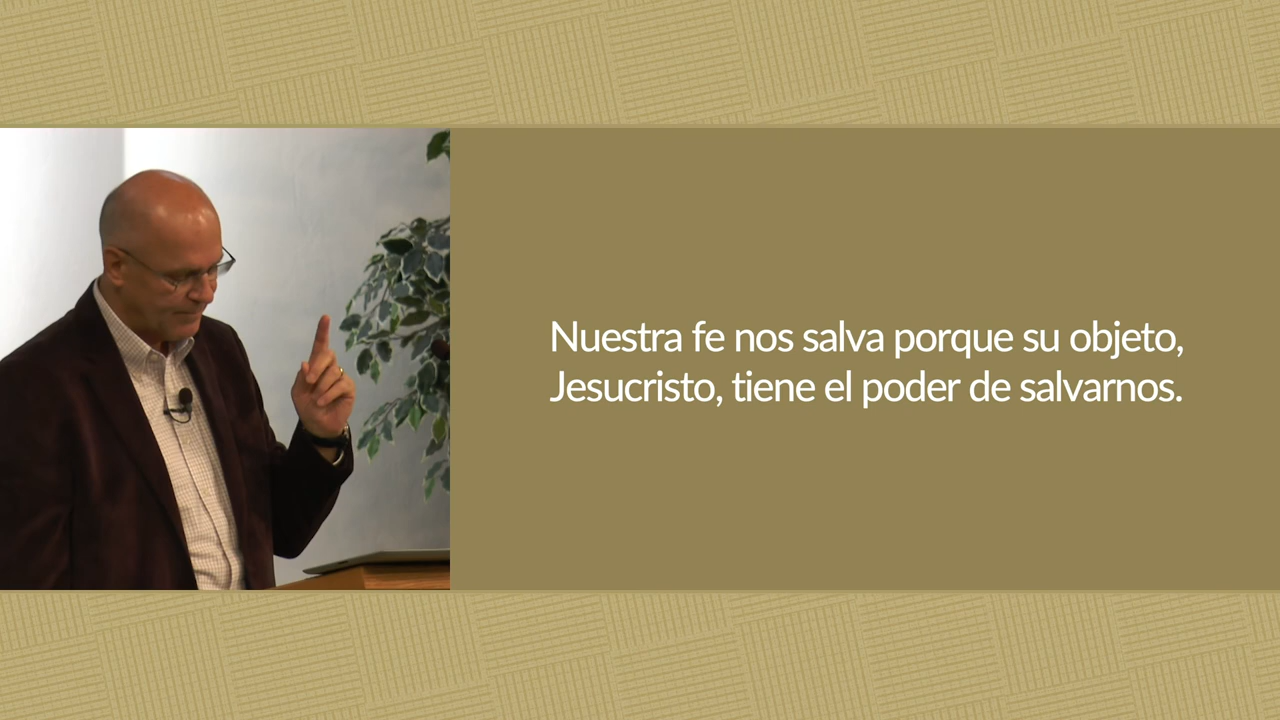 Nuestra fe nos salva porque su objeto,
Jesucristo, tiene el poder de salvarnos.